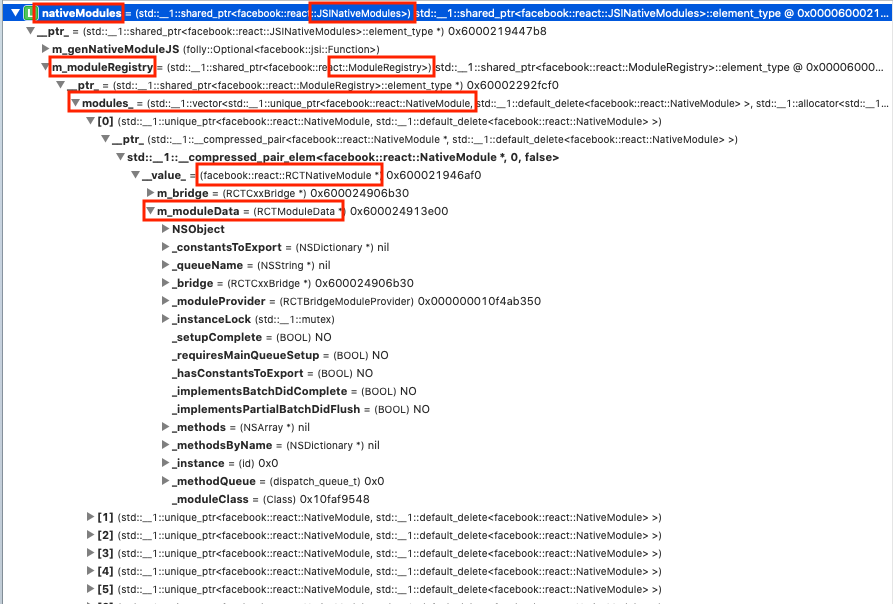 L nativeModules = (std::__1::shared_ptr<facebook::react::JSINativeModules>) std::__1::shared_ptr<facebook::react::JSINativeModules>::element_type @ 0x0000600021...
__ptr_ = (std::__1::shared_ptr<facebook::react::JSINativeModules>::element_type *) 0x6000219447b8
m_genNativeModuleJS (folly::Optional<facebook::jsi::Function>)
m_moduleRegistry = (std::__1::shared_ptr<facebook::react::ModuleRegistry>) std::__1::shared_ptr<facebook::react::ModuleRegistry>::element_type @ 0x00006000...
__ptr_ = (std::__1::shared_ptr<facebook::react::ModuleRegistry>::element_type *) 0x60002292fcf0
modules_ = (std::__1::vector<std::__1::unique_ptr<facebook::react::NativeModule, std::__1::default_delete<facebook::react::NativeModule> >, std::__1::allocator<std::__1...
[0] (std::__1::unique_ptr<facebook::react::NativeModule, std::__1::default_delete<facebook::react::NativeModule> >)
__ptr_ (std::__1::__compressed_pair<facebook::react::NativeModule *, std::__1::default_delete<facebook::react::NativeModule> >)
std::__1::__compressed_pair_elem<facebook::react::NativeModule *, 0, false>
__value_ = (facebook::react::RCTNativeModule *) 0x600021946af0
m_bridge = (RCTCxxBridge *) 0x600024906b30
m_moduleData = (RCTModuleData *) 0x600024913e00
NSObject
_constantsToExport = (NSDictionary *) nil
_queueName = (NSString *) nil
_bridge = (RCTCxxBridge *) 0x600024906b30
_moduleProvider = (RCTBridgeModuleProvider) 0x000000010f4ab350
_instanceLock (std::__1::mutex)
_setupComplete = (BOOL) NO
_requiresMainQueueSetup = (BOOL) NO
_hasConstantsToExport = (BOOL) NO
_implementsBatchDidComplete = (BOOL) NO
_implementsPartialBatchDidFlush = (BOOL) NO
_methods = (NSArray *) nil
_methodsByName = (NSDictionary *) nil
_instance = (id) 0x0
_methodQueue = (dispatch_queue_t) 0x0
_moduleClass = (Class) 0x10faf9548
[1] (std::__1::unique_ptr<facebook::react::NativeModule, std::__1::default_delete<facebook::react::NativeModule> >)
[2] (std::__1::unique_ptr<facebook::react::NativeModule, std::__1::default_delete<facebook::react::NativeModule> >)
[3] (std::__1::unique_ptr<facebook::react::NativeModule, std::__1::default_delete<facebook::react::NativeModule> >)
[4] (std::__1::unique_ptr<facebook::react::NativeModule, std::__1::default_delete<facebook::react::NativeModule> >)
[5] (std::__1::unique_ptr<facebook::react::NativeModule, std::__1::default_delete<facebook::react::NativeModule> >)